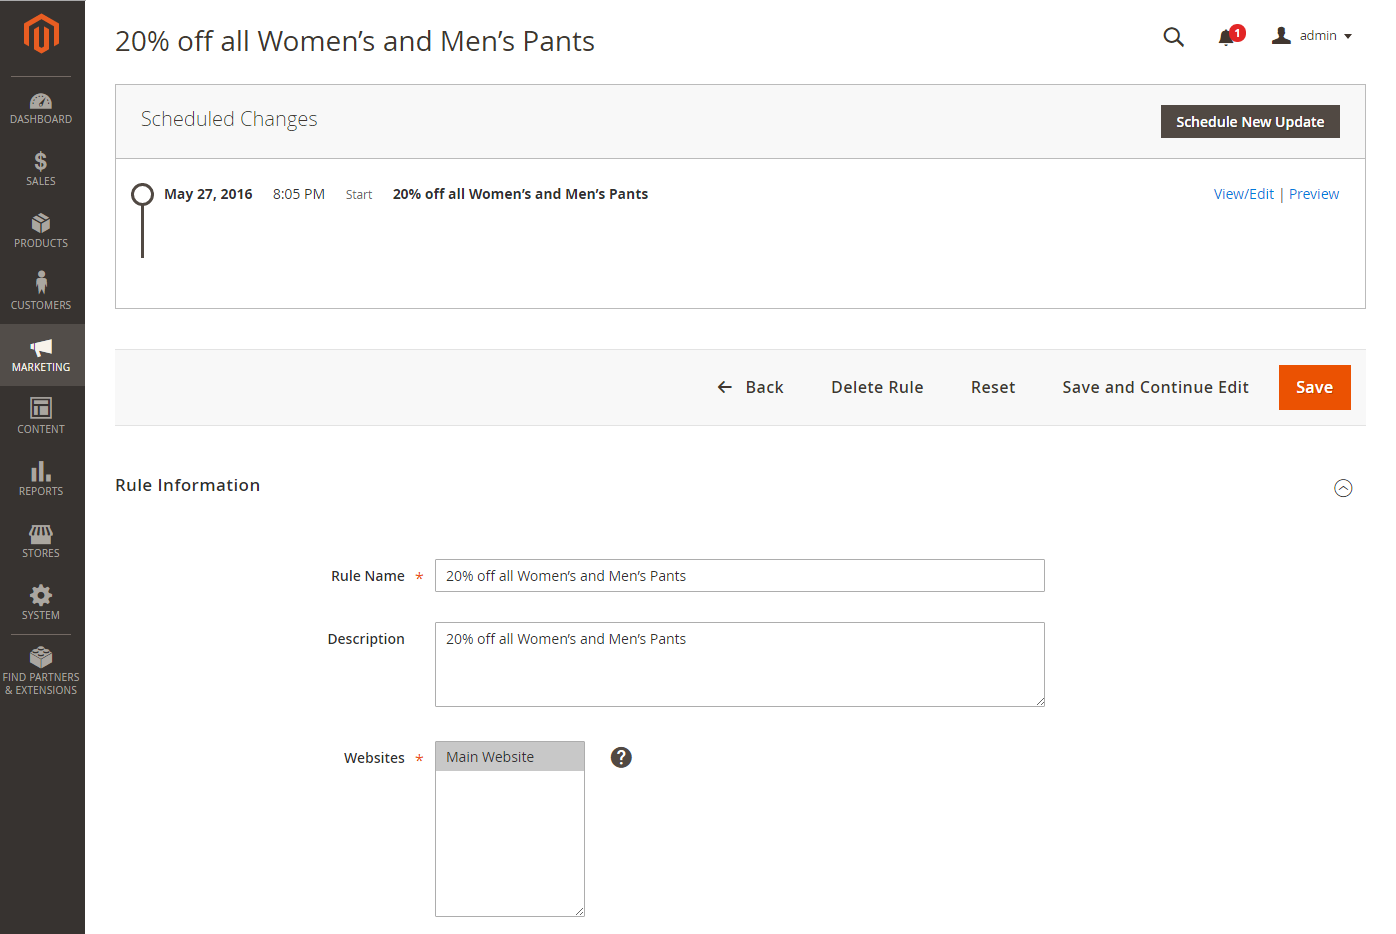 20% off all Women’s and Men’s Pants
1
admin
DASHBOARD
SALES
PRODUCTS
CUSTOMERS
MARKETING
CONTENT
REPORTS
STORES
SYSTEM
FIND PARTNERS
& EXTENSIONS
Scheduled Changes
Schedule New Update
May 27, 2016 8:05 PM Start 20% off all Women’s and Men’s Pants View/Edit | Preview
Back Delete Rule Reset Save and Continue Edit Save
Rule Information
Rule Name * 20% off all Women’s and Men’s Pants
Description 20% off all Women’s and Men’s Pants
Websites * Main Website ?